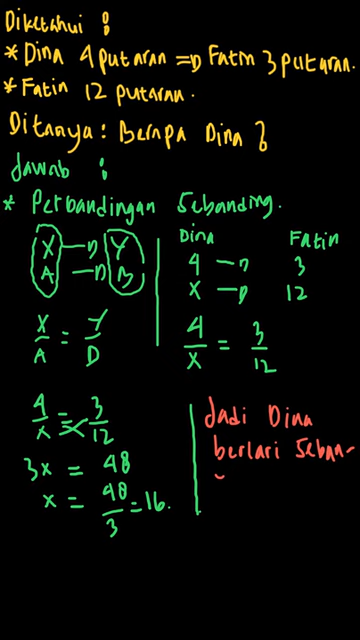 Diketahui :
* Dina 4 putaran => Fatin 3 putaran.
* Fatin 12 putaran.
Ditanya : Berapa Dina ?
Jawab :
* Perbandingan Sebanding.
X → Y
A → B
X/A = Y/D
Dina Fatin
4 → 3
X → 12
4/X = 3/12
4/X = 3/12
3x = 48
x = 48/3 = 16.
Jadi Dina
berlari Seban-